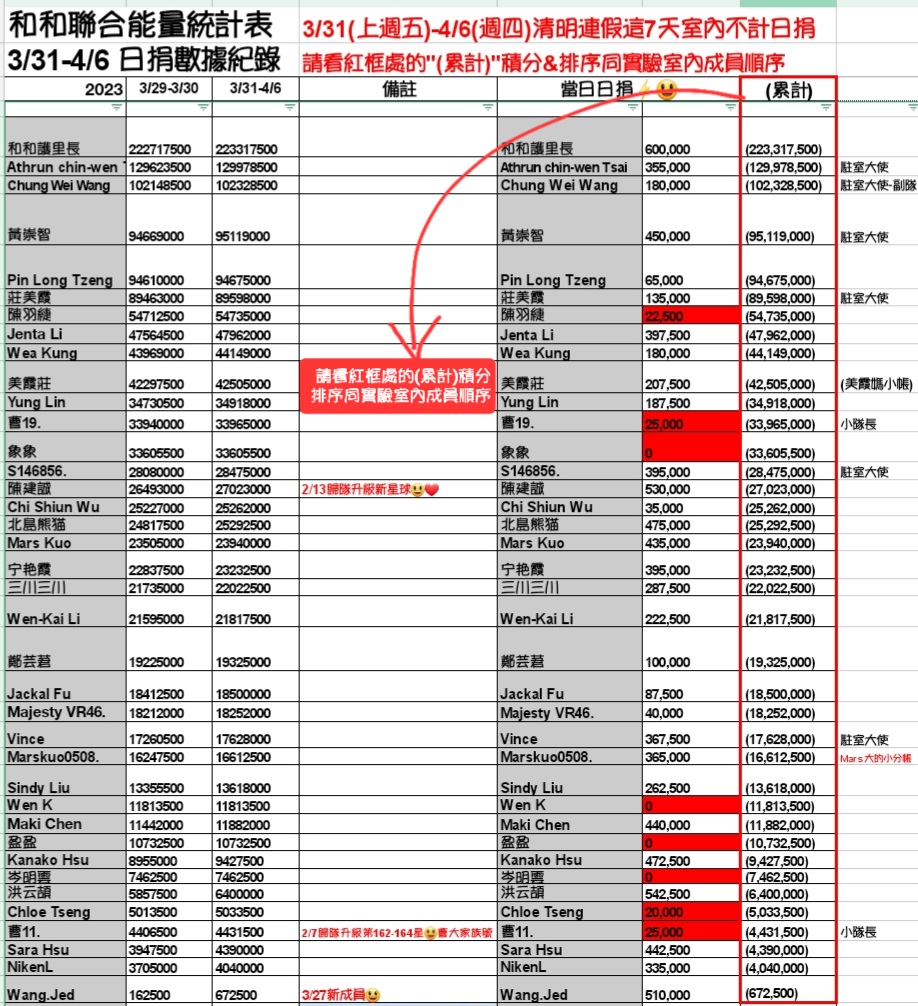 和和聯合能量統計表 3/31(上週五)-4/6(週四)清明連假這7天室內不計日捐
3/31-4/6 日捐數據紀錄 請看紅框處的"(累計)"積分&排序同實驗室內成員順序
2023 3/29-3/30 3/31-4/6 備註 當日日捐⚡😃 (累計)
和和護里長 222717500 223317500 和和護里長 600,000 (223,317,500)
Athrun chin-wen T 129623500 129978500 Athrun chin-wen Tsai 355,000 (129,978,500) 駐室大使
Chung Wei Wang 102148500 102328500 Chung Wei Wang 180,000 (102,328,500) 駐室大使-副隊
黃崇智 94669000 95119000 黃崇智 450,000 (95,119,000) 駐室大使
Pin Long Tzeng 94610000 94675000 Pin Long Tzeng 65,000 (94,675,000)
莊美霞 89463000 89598000 莊美霞 135,000 (89,598,000) 駐室大使
陳羽緁 54712500 54735000 陳羽緁 22,500 (54,735,000)
Jenta Li 47564500 47962000 Jenta Li 397,500 (47,962,000)
Wea Kung 43969000 44149000 Wea Kung 180,000 (44,149,000)
請看紅框處的(累計)積分
排序同實驗室內成員順序
美霞莊 42297500 42505000 美霞莊 207,500 (42,505,000) (美霞媽小帳)
Yung Lin 34730500 34918000 Yung Lin 187,500 (34,918,000)
曹19. 33940000 33965000 曹19. 25,000 (33,965,000) 小隊長
象象 33605500 33605500 象象 0 (33,605,500)
S146856. 28080000 28475000 S146856. 395,000 (28,475,000) 駐室大使
陳建誠 26493000 27023000 2/13歸隊升級新星球😃❤️ 陳建誠 530,000 (27,023,000)
Chi Shiun Wu 25227000 25262000 Chi Shiun Wu 35,000 (25,262,000)
北島熊猫 24817500 25292500 北島熊猫 475,000 (25,292,500)
Mars Kuo 23505000 23940000 Mars Kuo 435,000 (23,940,000)
宁艳霞 22837500 23232500 宁艳霞 395,000 (23,232,500)
三川三川 21735000 22022500 三川三川 287,500 (22,022,500)
Wen-Kai Li 21595000 21817500 Wen-Kai Li 222,500 (21,817,500)
鄭芸莙 19225000 19325000 鄭芸莙 100,000 (19,325,000)
Jackal Fu 18412500 18500000 Jackal Fu 87,500 (18,500,000)
Majesty VR46. 18212000 18252000 Majesty VR46. 40,000 (18,252,000)
Vince 17260500 17628000 Vince 367,500 (17,628,000) 駐室大使
Marskuo0508. 16247500 16612500 Marskuo0508. 365,000 (16,612,500) Mars大的小分帳
Sindy Liu 13355500 13618000 Sindy Liu 262,500 (13,618,000)
Wen K 11813500 11813500 Wen K 0 (11,813,500)
Maki Chen 11442000 11882000 Maki Chen 440,000 (11,882,000)
盈盈 10732500 10732500 盈盈 0 (10,732,500)
Kanako Hsu 8955000 9427500 Kanako Hsu 472,500 (9,427,500)
岑明雲 7462500 7462500 岑明雲 0 (7,462,500)
洪云頡 5857500 6400000 洪云頡 542,500 (6,400,000)
Chloe Tseng 5013500 5033500 Chloe Tseng 20,000 (5,033,500)
曹11. 4406500 4431500 2/7歸隊升級第162-164星😃曹大家族號 曹11. 25,000 (4,431,500) 小隊長
Sara Hsu 3947500 4390000 Sara Hsu 442,500 (4,390,000)
NikenL 3705000 4040000 NikenL 335,000 (4,040,000)
Wang.Jed 162500 672500 3/27新成員😃 Wang.Jed 510,000 (672,500)